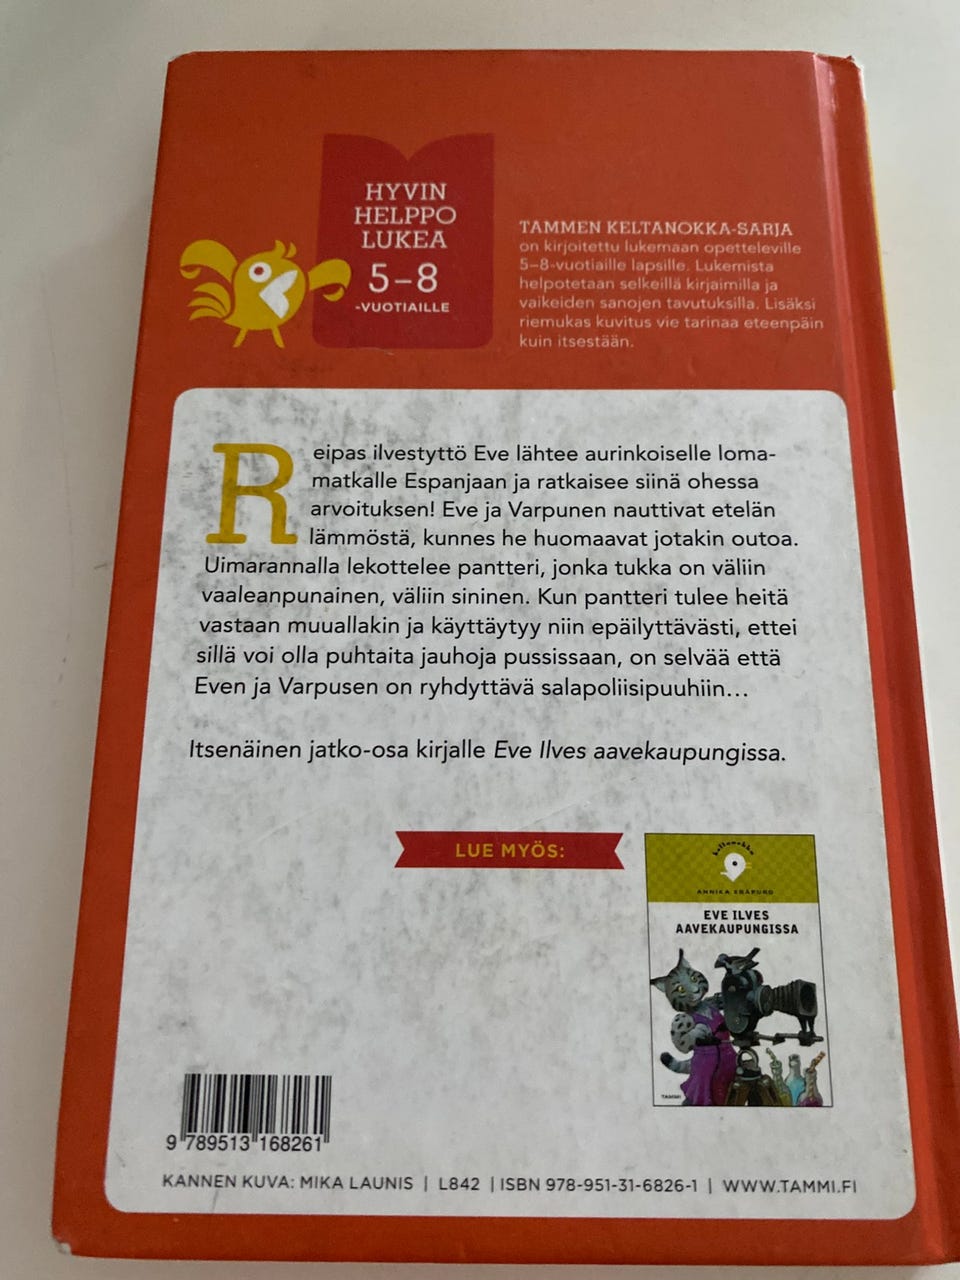 HYVIN
HELPPO
LUKEA
5–8
-VUOTIAILLE
TAMMEN KELTANOKKA-SARJA
on kirjoitettu lukemaan opetteleville
5–8-vuotiaille lapsille. Lukemista
helpotetaan selkeillä kirjaimilla ja
vaikeiden sanojen tavutuksilla. Lisäksi
riemukas kuvitus vie tarinaa eteenpäin
kuin itsestään.
Reipas ilvestyttö Eve lähtee aurinkoiselle loma-
matkalle Espanjaan ja ratkaisee siinä ohessa
arvoituksen! Eve ja Varpunen nauttivat etelän
lämmöstä, kunnes he huomaavat jotakin outoa.
Uimarannalla lekottelee pantteri, jonka tukka on väliin
vaaleanpunainen, väliin sininen. Kun pantteri tulee heitä
vastaan muuallakin ja käyttäytyy niin epäilyttävästi, ettei
sillä voi olla puhtaita jauhoja pussissaan, on selvää että
Even ja Varpusen on ryhdyttävä salapoliisipuuhiin...
Itsenäinen jatko-osa kirjalle Eve Ilves aavekaupungissa.
LUE MYÖS:
keltanokka
ANNIKA ERÄPURO
EVE ILVES
AAVEKAUPUNGISSA
TAMMI
9 789513 168261
KANNEN KUVA: MIKA LAUNIS | L842 | ISBN 978-951-31-6826-1 | WWW.TAMMI.FI